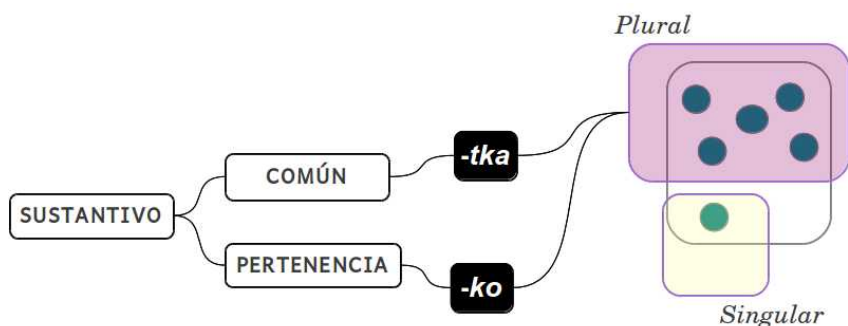 Plural
-tka
COMÚN
SUSTANTIVO
PERTENENCIA
-ko
Singular